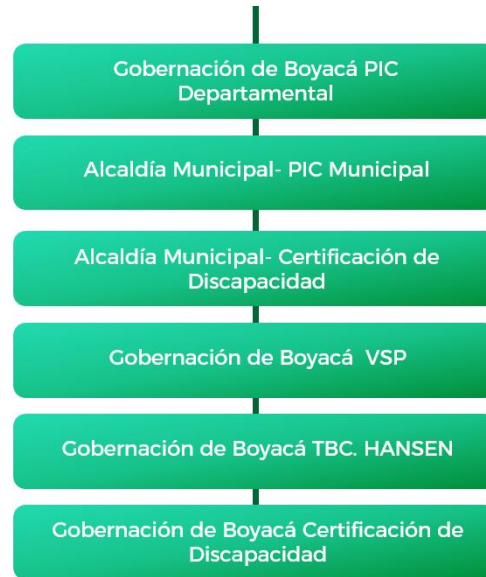 Gobernación de Boyacá PIC
Departamental
Alcaldía Municipal- PIC Municipal
Alcaldía Municipal- Certificación de
Discapacidad
Gobernación de Boyacá  VSP
Gobernación de Boyacá TBC. HANSEN
Gobernación de Boyacá Certificación de
Discapacidad